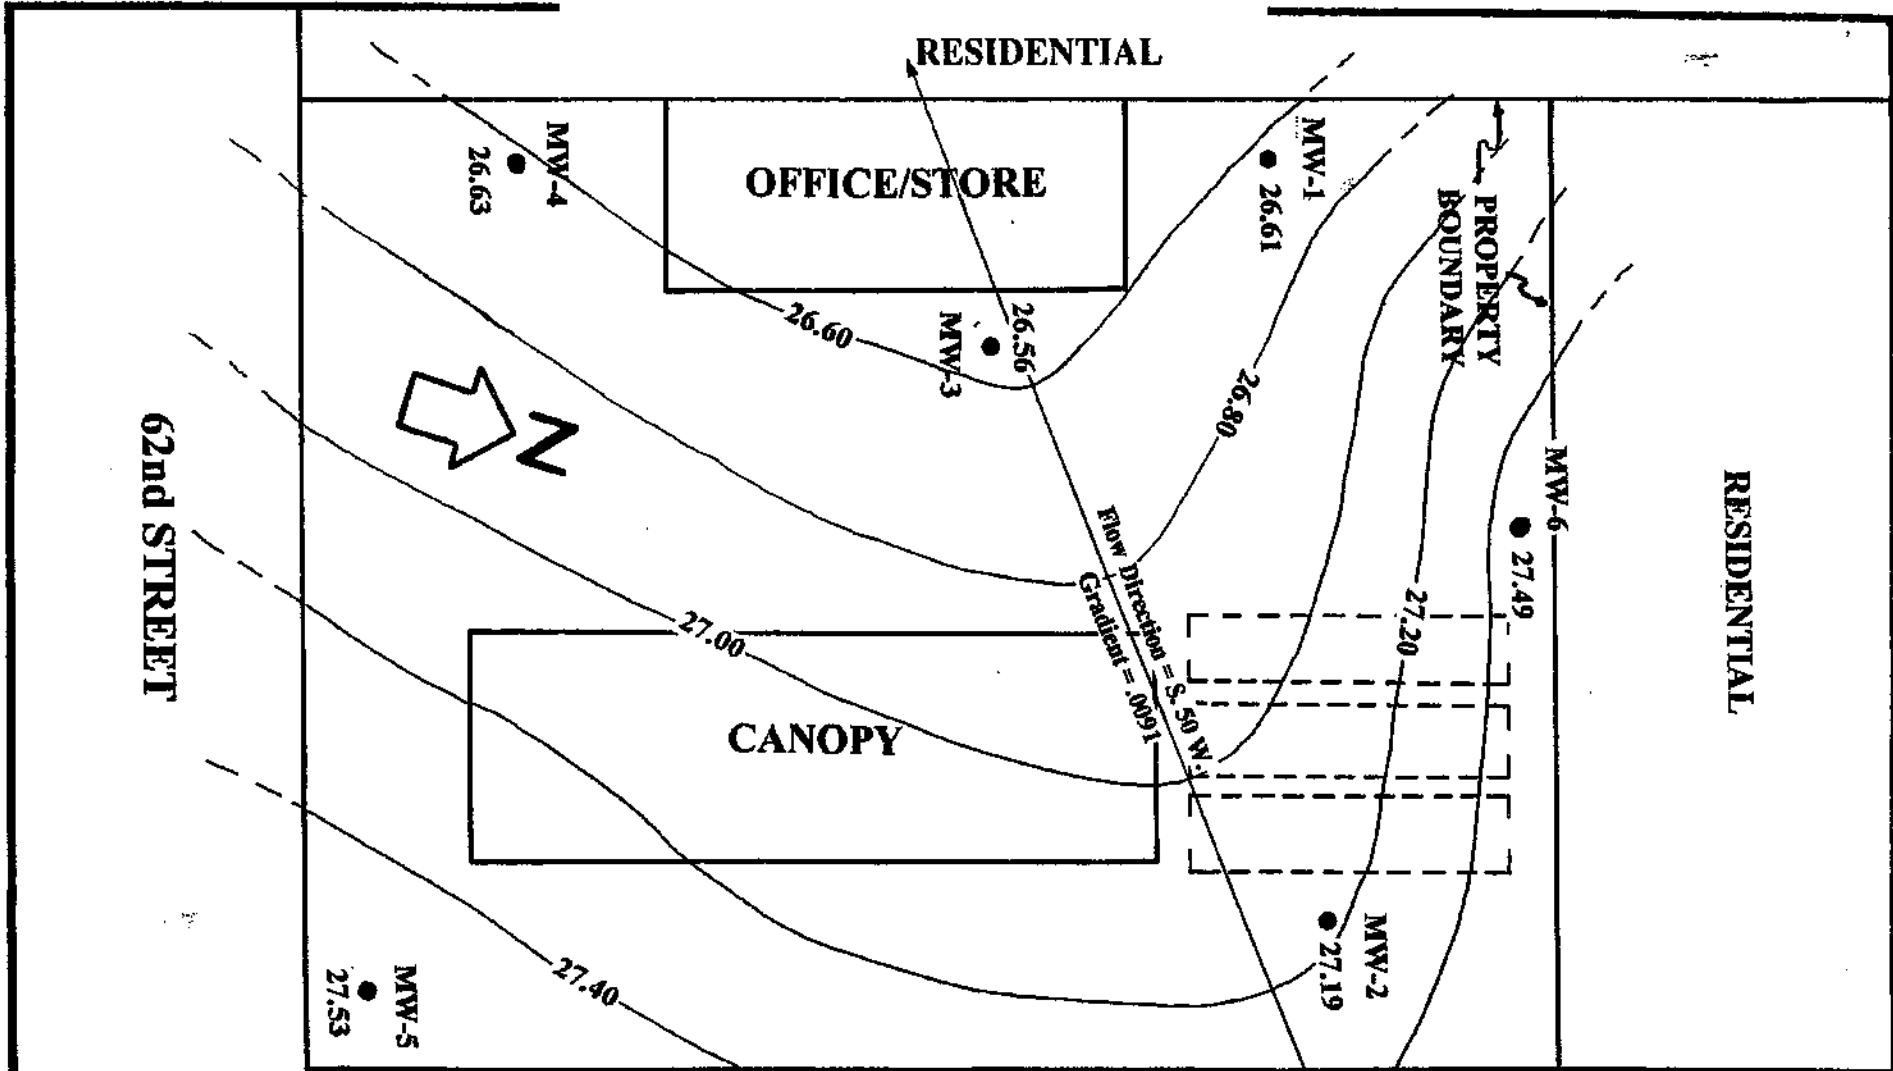 RESIDENTIAL
OFFICE/STORE
MW-4
26.63
MW-1
26.61
PROPERTY
BOUNDARY
26.56
MW-3
26.60
26.80
N
62nd STREET
MW-6
27.49
RESIDENTIAL
Flow Direction = S. 50 W.
Gradient = .0091
27.20
27.00
CANOPY
MW-2
27.19
27.40
MW-5
27.53